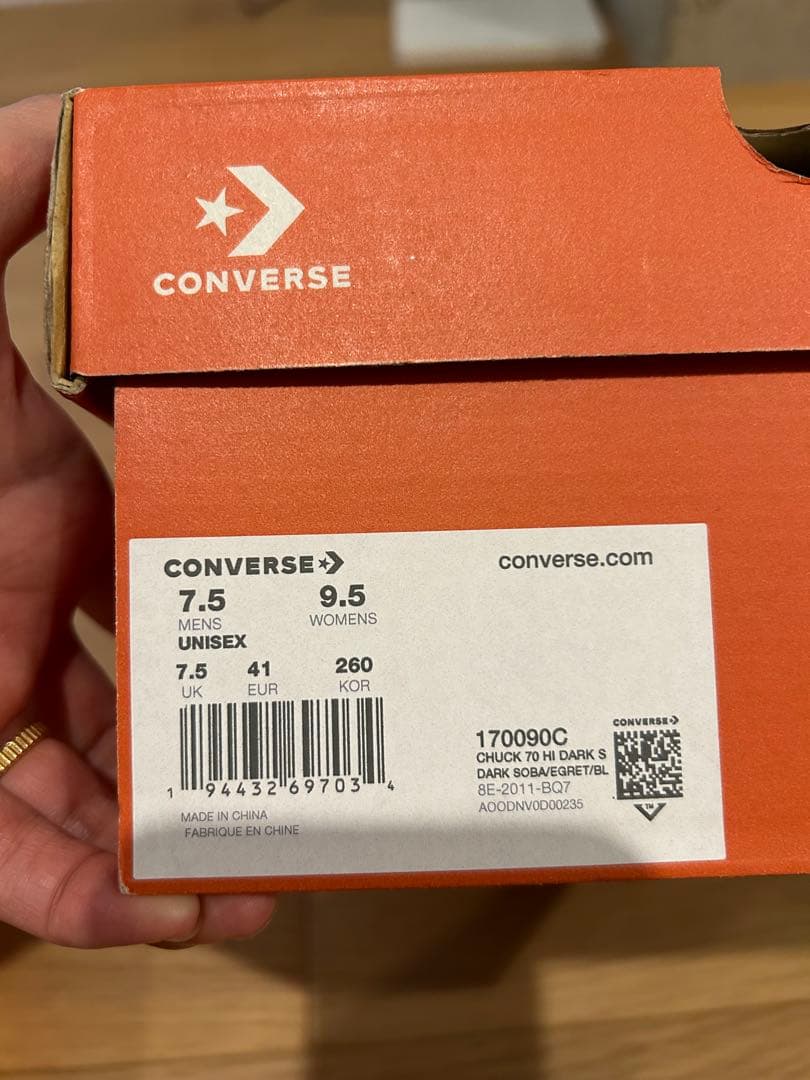 CONVERSE
CONVERSE
converse.com
7.5 9.5
MENS WOMENS
UNISEX
7.5 41 260
UK EUR KOR
1 94432 69703 4
MADE IN CHINA
FABRIQUE EN CHINE
CONVERSE
170090C
CHUCK 70 HI DARK S
DARK SOBA/EGRET/BL
8E-2011-BQ7
AOODNV0D00235
TM